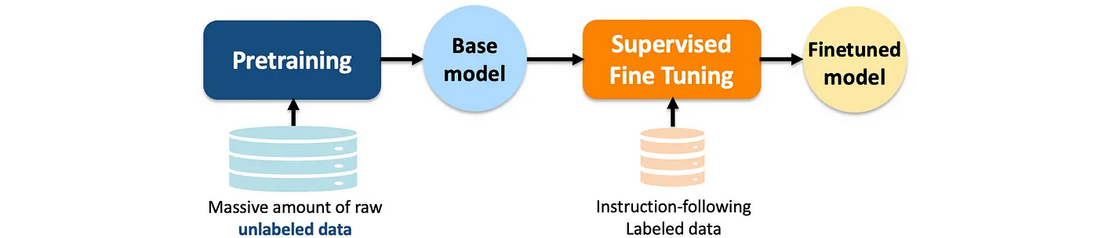 Pretraining
Base
model
Supervised
Fine Tuning
Finetuned
model
Massive amount of raw
unlabeled data
Instruction-following
Labeled data